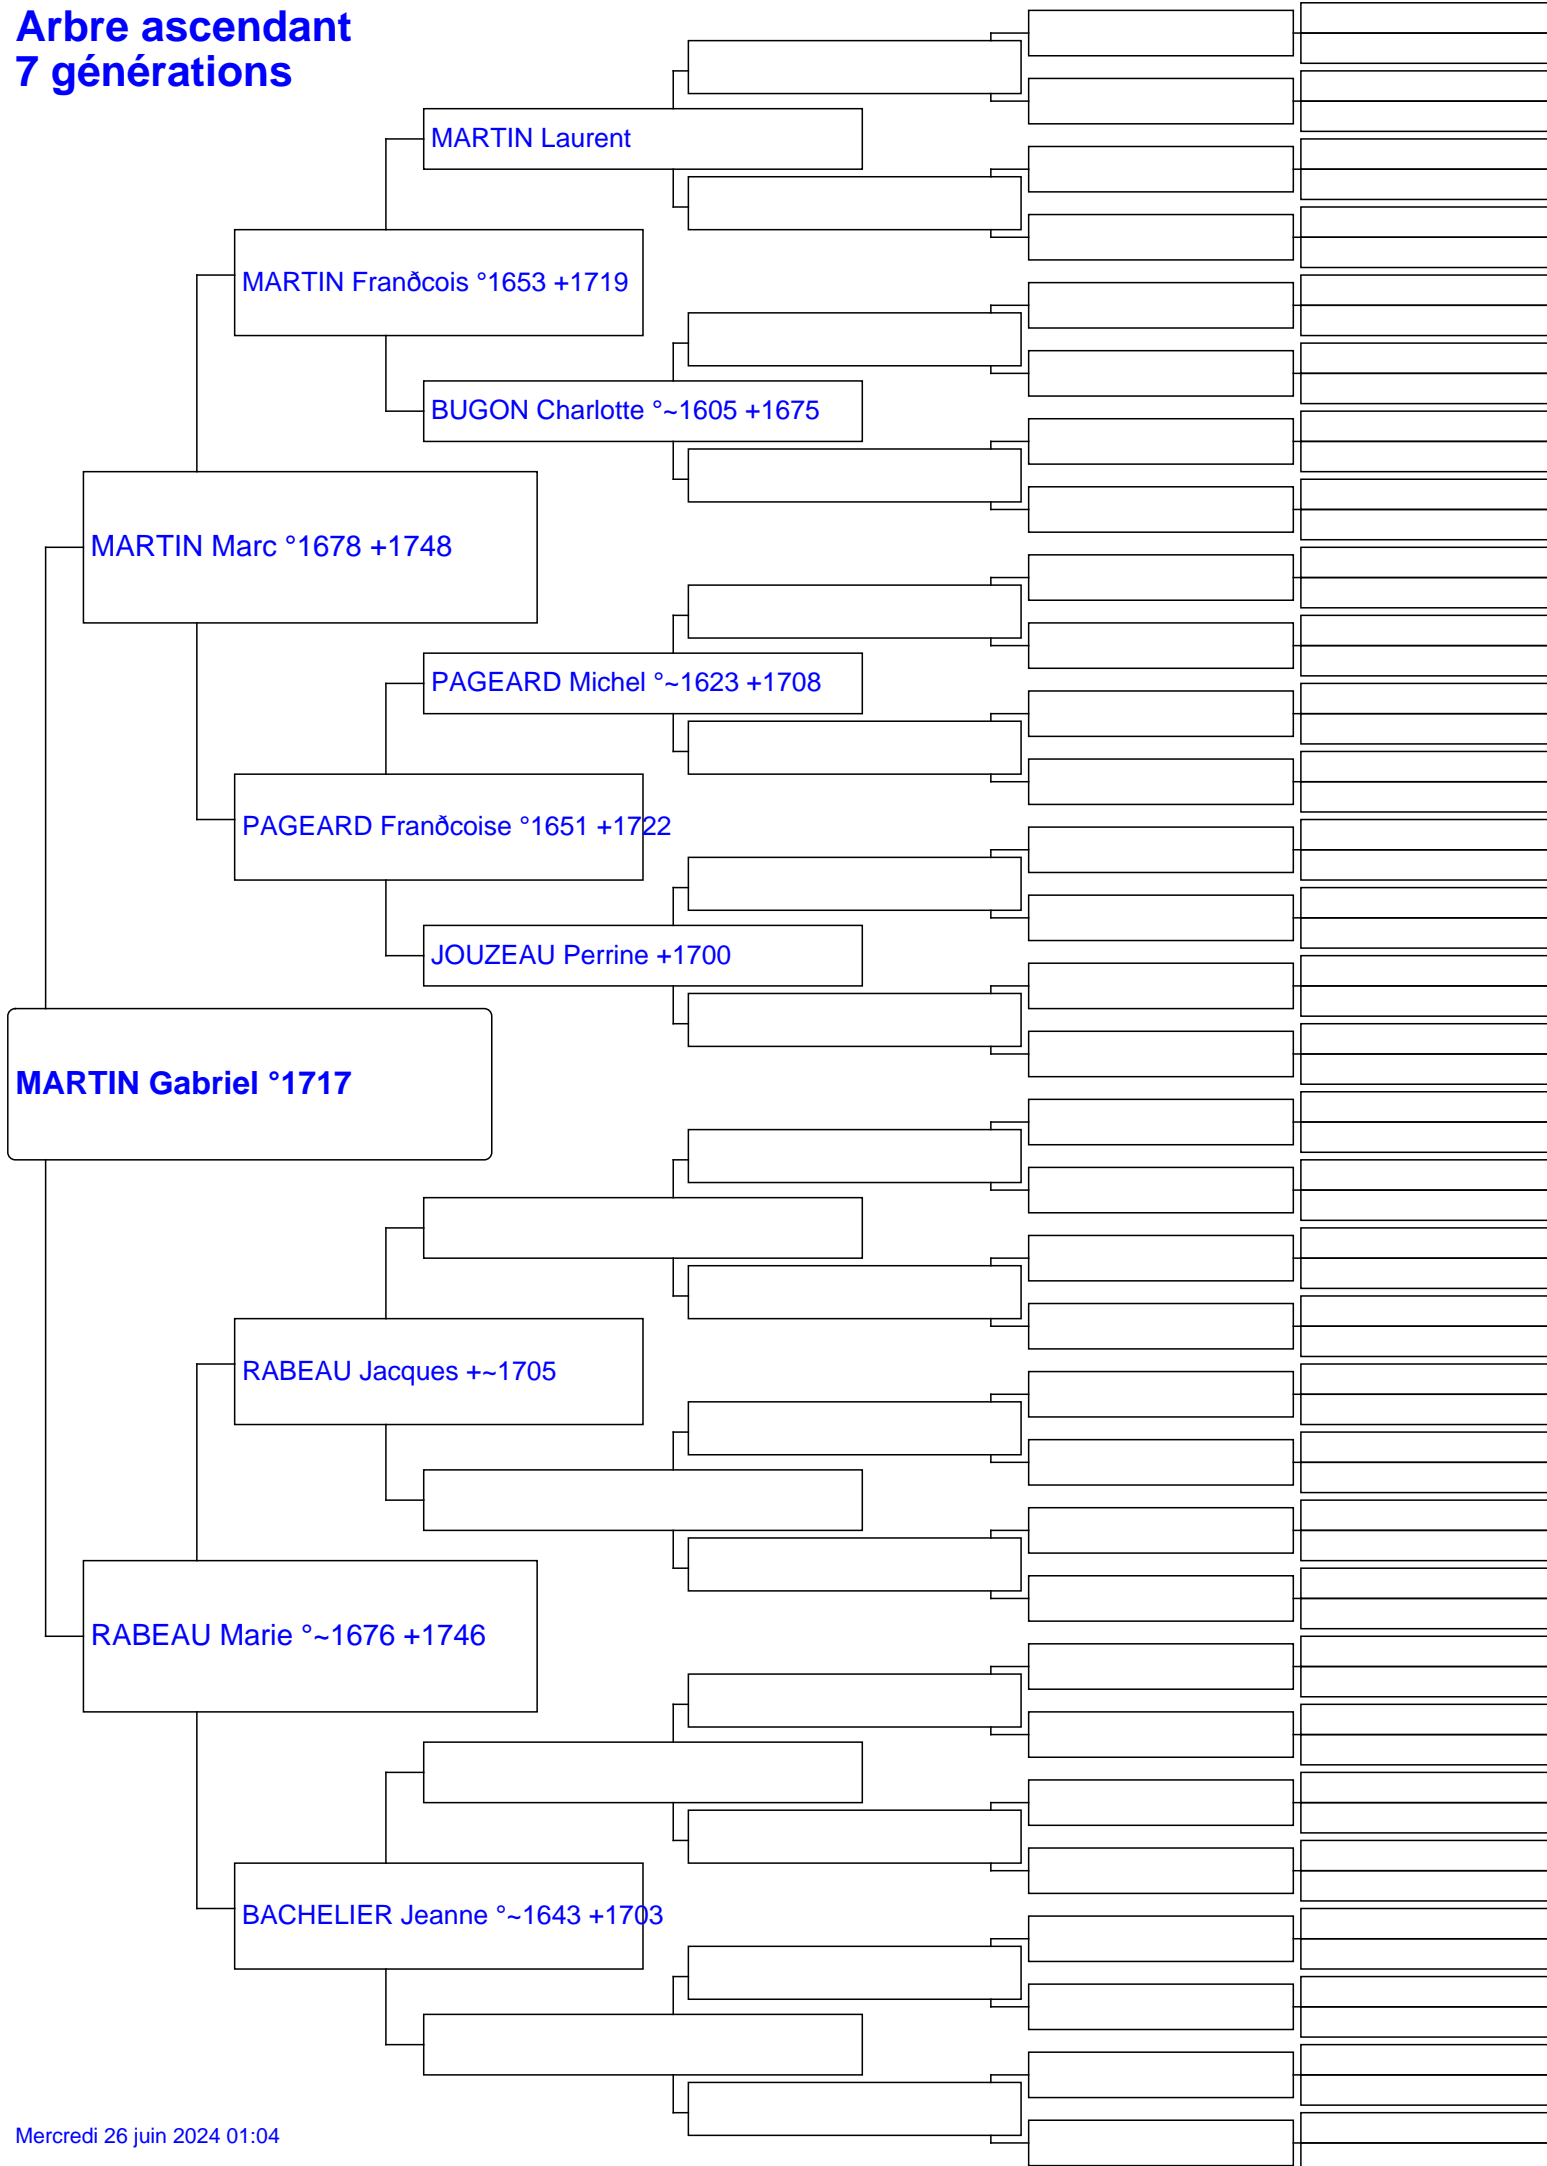 Arbre ascendant
7 générations
MARTIN Laurent
MARTIN Franðcois °1653 +1719
BUGON Charlotte °~1605 +1675
MARTIN Marc °1678 +1748
PAGEARD Michel °~1623 +1708
PAGEARD Franðcoise °1651 +1722
JOUZEAU Perrine +1700
MARTIN Gabriel °1717
RABEAU Jacques +~1705
RABEAU Marie °~1676 +1746
BACHELIER Jeanne °~1643 +1703
Mercredi 26 juin 2024 01:04